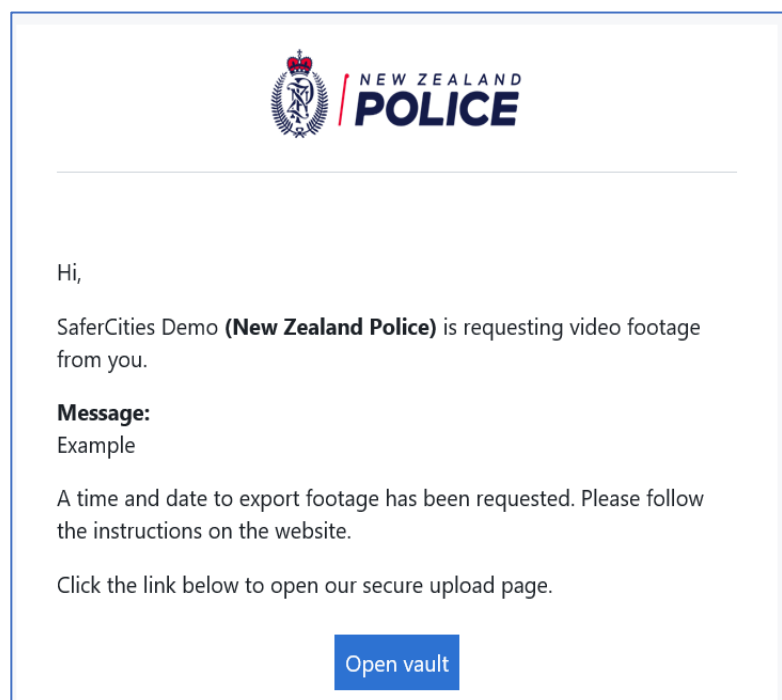 NEW ZEALAND
POLICE
Hi,
SaferCities Demo (New Zealand Police) is requesting video footage
from you.
Message:
Example
A time and date to export footage has been requested. Please follow
the instructions on the website.
Click the link below to open our secure upload page.
Open vault